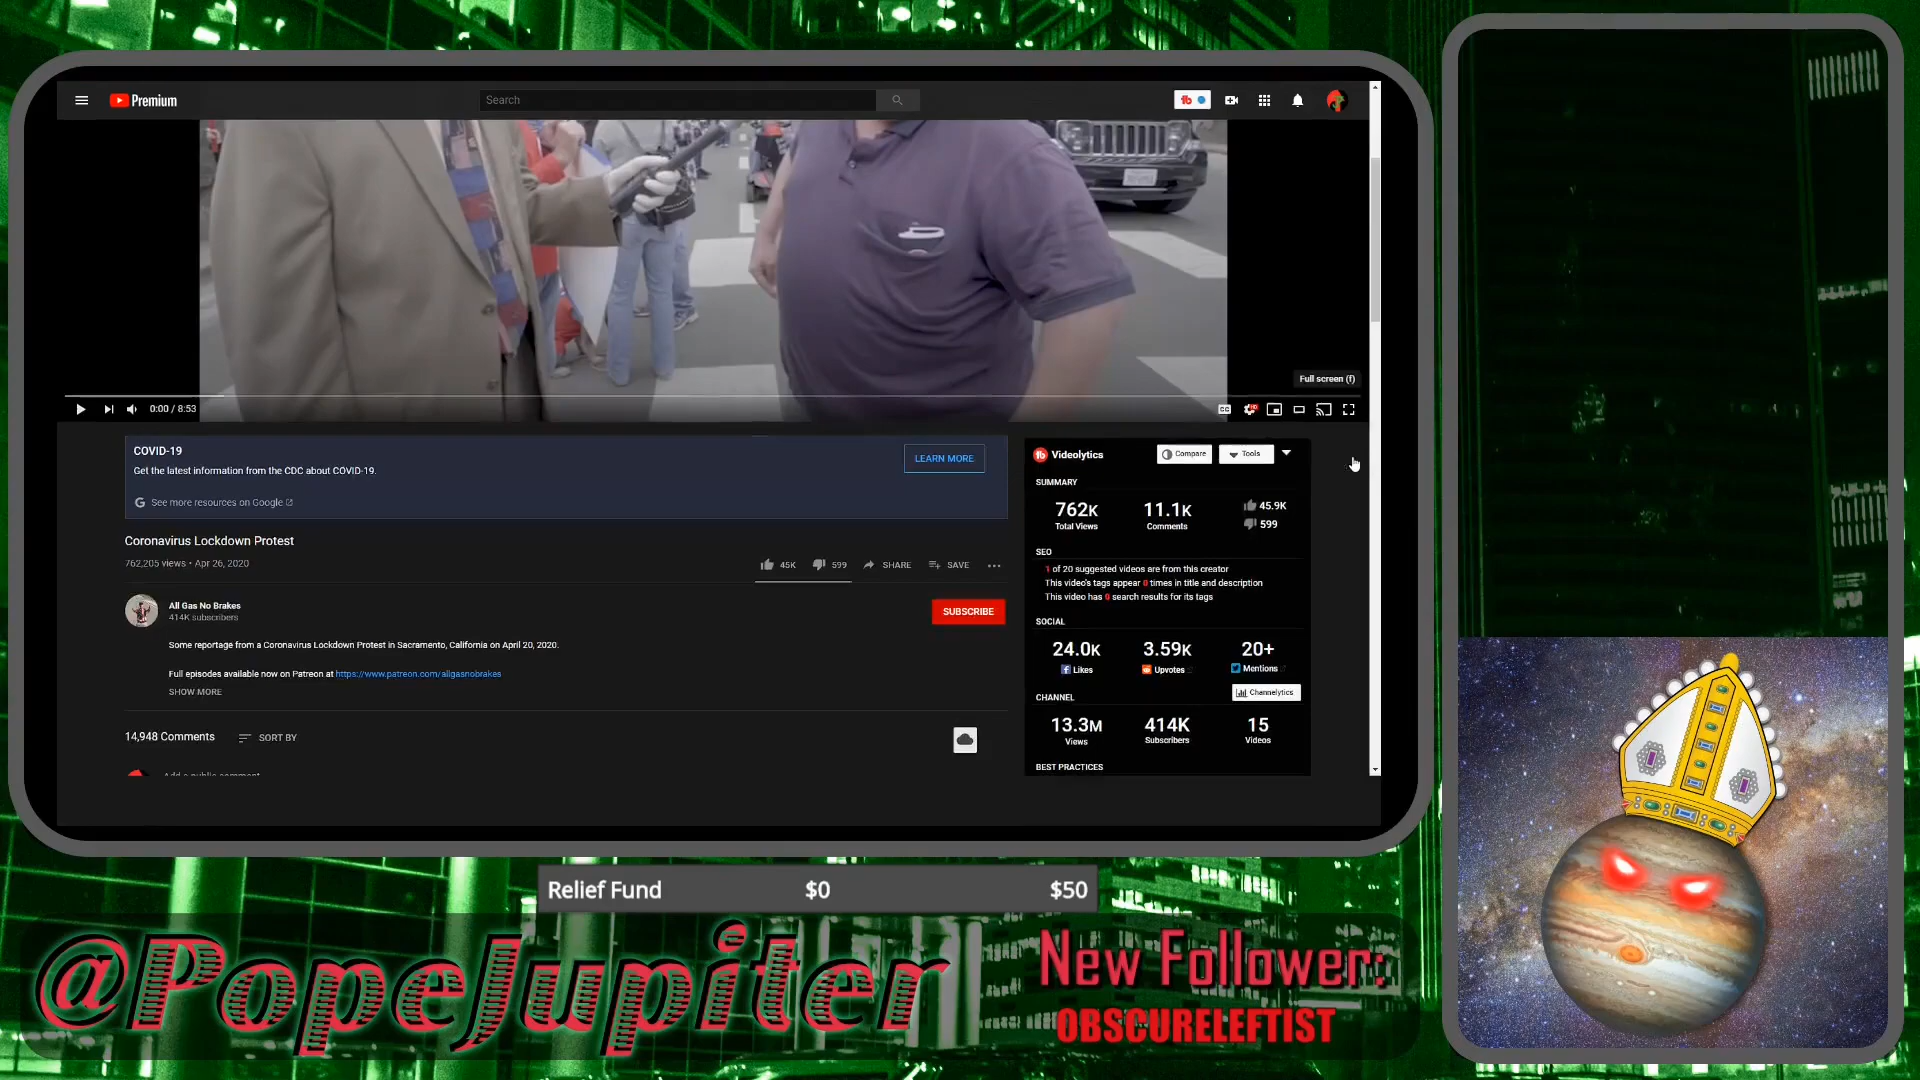 Premium
Search
Full screen (f)
0:00 / 8:53
COVID-19
Get the latest information from the CDC about COVID-19.
LEARN MORE
See more resources on Google
Coronavirus Lockdown Protest
762,205 views • Apr 26, 2020
45K 599 SHARE SAVE
All Gas No Brakes
414K subscribers
SUBSCRIBE
Some reportage from a Coronavirus Lockdown Protest in Sacramento, California on April 20, 2020.
Full episodes available now on Patreon at https://www.patreon.com/allgasnobrakes
SHOW MORE
14,948 Comments SORT BY
Add a public comment
Videolytics Compare Tools
SUMMARY
762K 11.1K 45.9K
Total Views Comments 599
SEO
1 of 20 suggested videos are from this creator
This video's tags appear 0 times in title and description
This video has 0 search results for its tags
SOCIAL
24.0K 3.59K 20+
Likes Upvotes Mentions
CHANNEL Channelytics
13.3M 414K 15
Views Subscribers Videos
BEST PRACTICES
Relief Fund $0 $50
@PopeJupiter
New Follower:
OBSCURELEFTIST